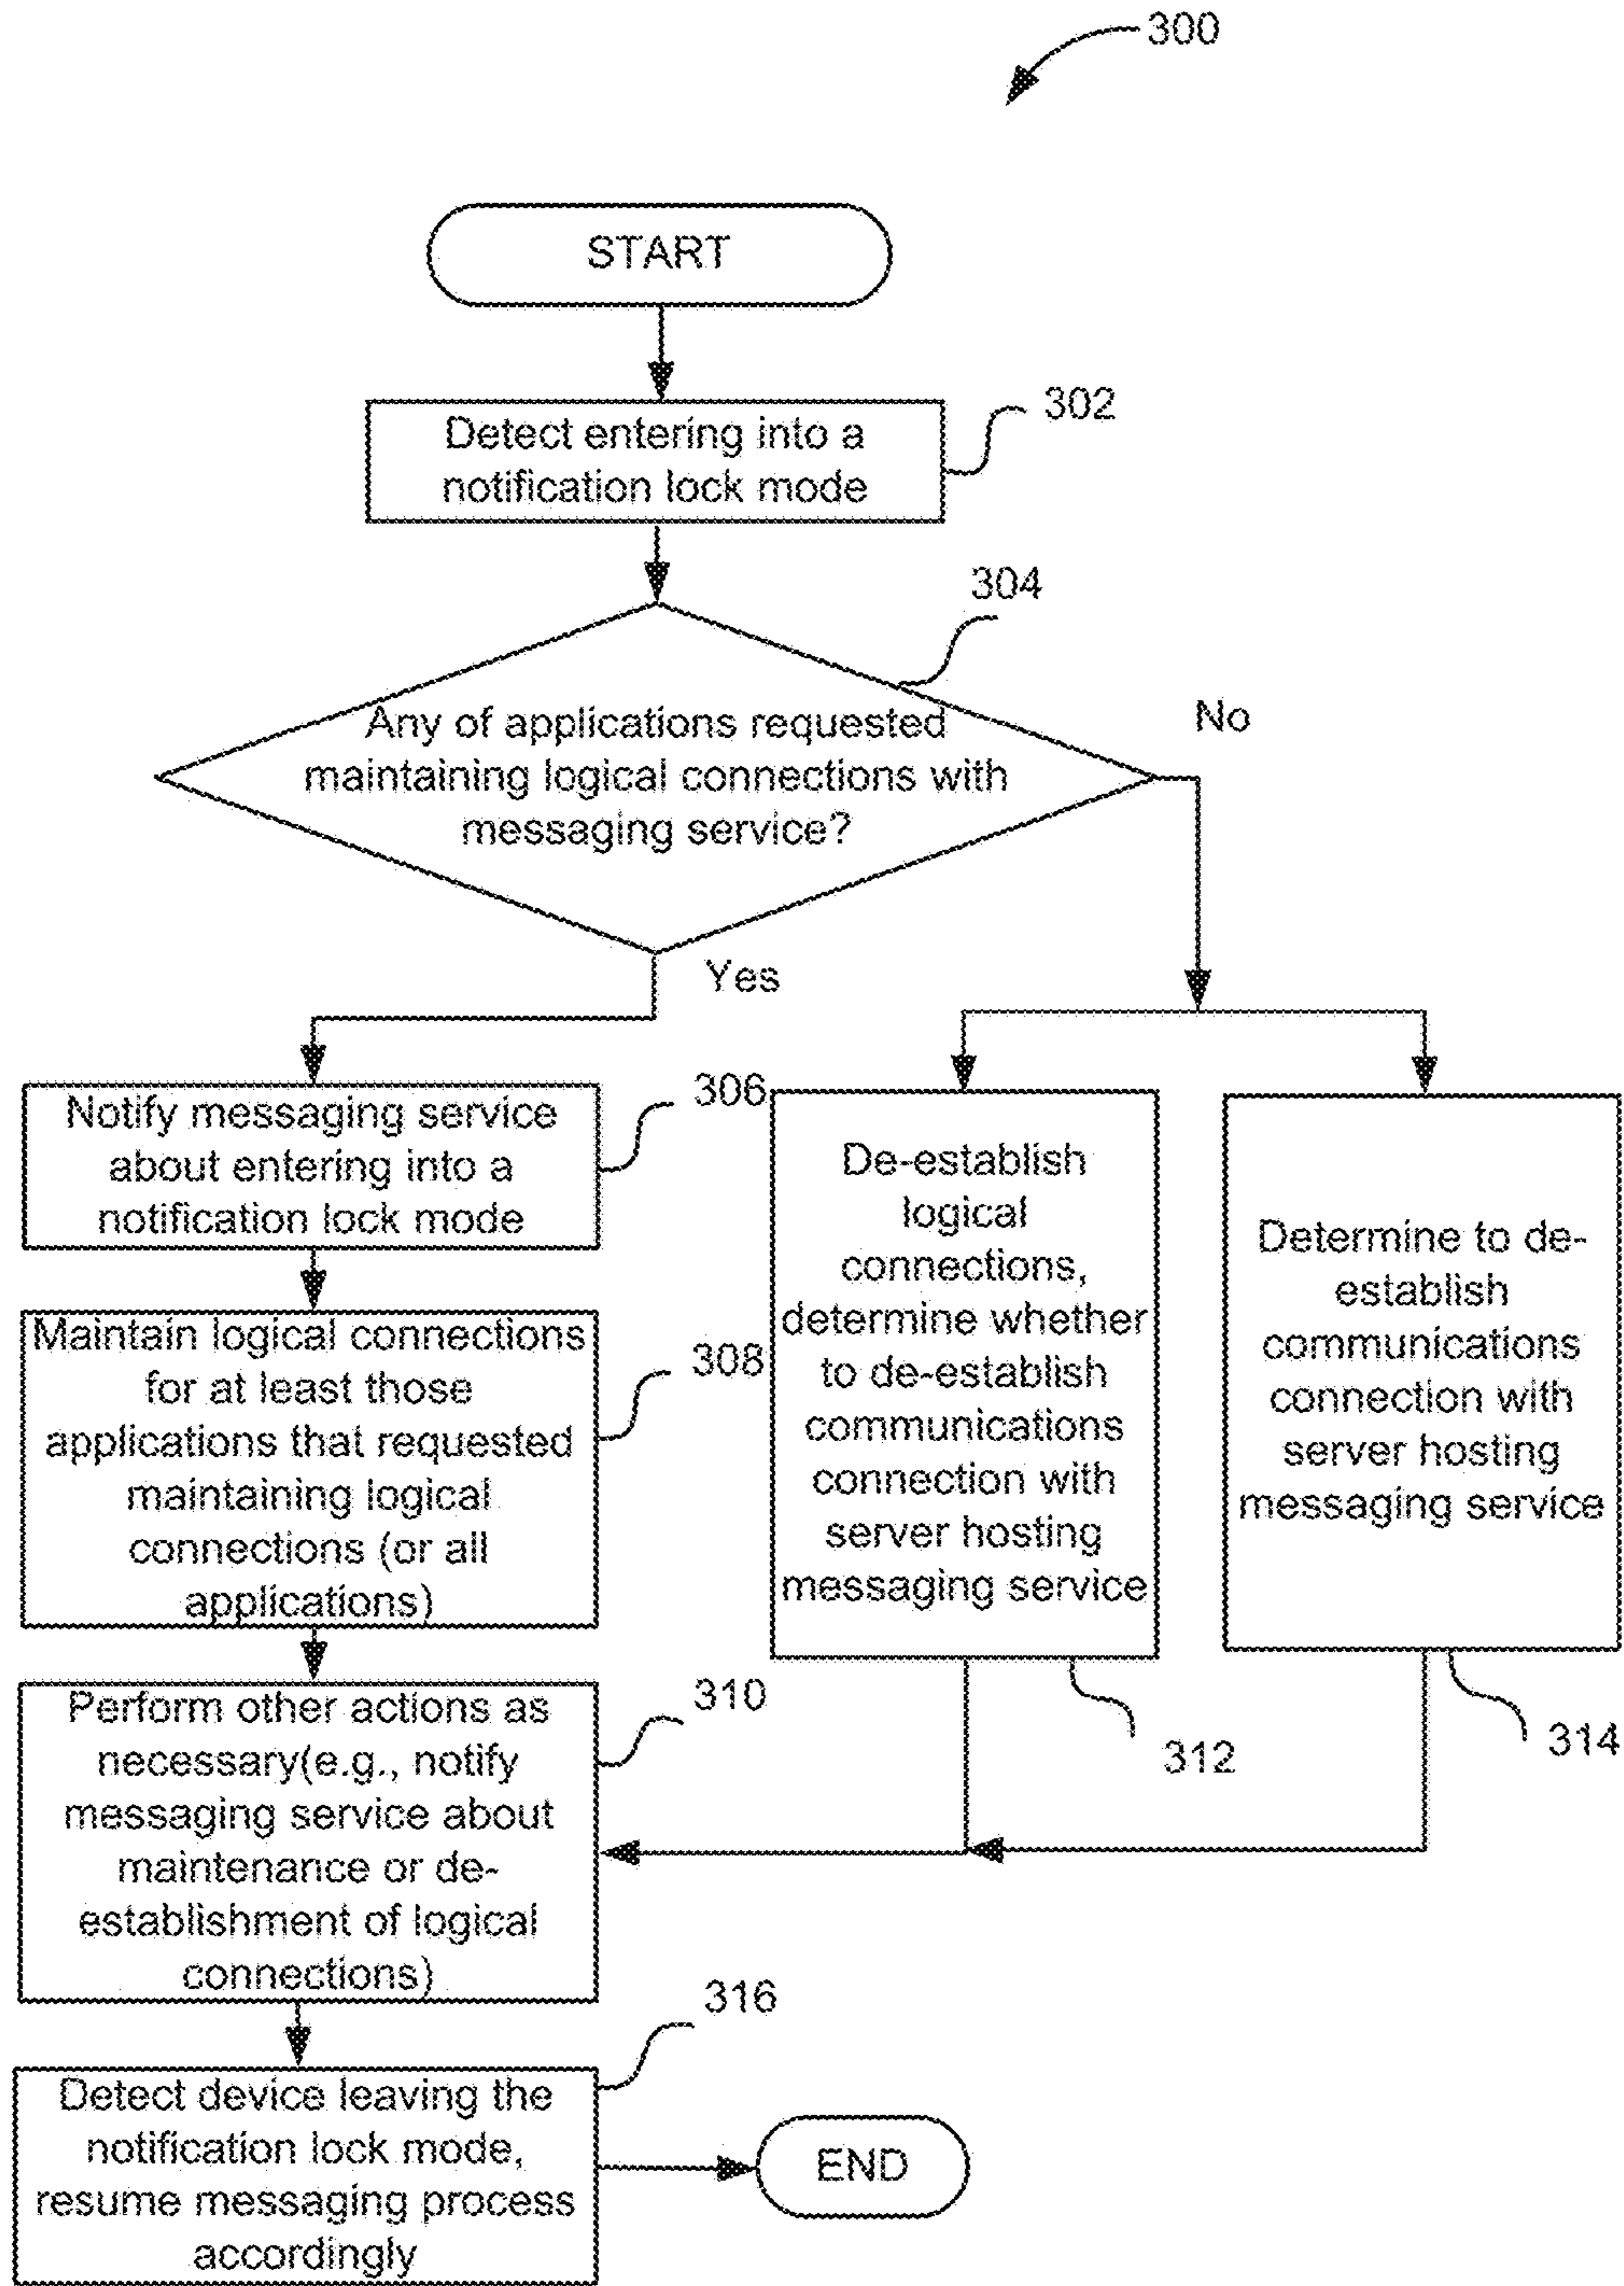 300
START
302
Detect entering into a
notification lock mode
304
Any of applications requested
maintaining logical connections with
messaging service?
No
Yes
306
Notify messaging service
about entering into a
notification lock mode
308
Maintain logical connections
for at least those
applications that requested
maintaining logical
connections (or all
applications)
De-establish
logical
connections,
determine whether
to de-establish
communications
connection with
server hosting
messaging service
312
Determine to de-
establish
communications
connection with
server hosting
messaging service
314
310
Perform other actions as
necessary(e.g., notify
messaging service about
maintenance or de-
establishment of logical
connections)
316
Detect device leaving the
notification lock mode,
resume messaging process
accordingly
END